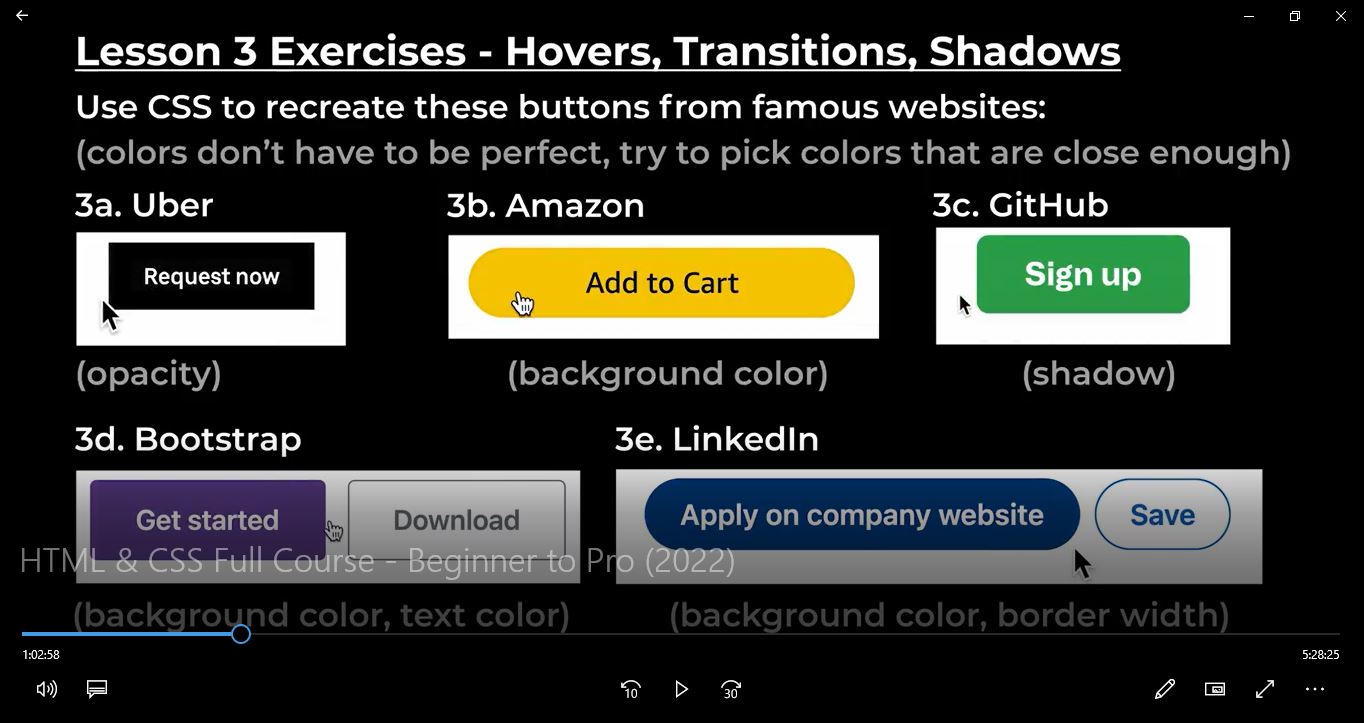 Lesson 3 Exercises - Hovers, Transitions, Shadows
Use CSS to recreate these buttons from famous websites:
(colors don't have to be perfect, try to pick colors that are close enough)
3a. Uber
3b. Amazon
3c. GitHub
Request now
Add to Cart
Sign up
(opacity)
(background color)
(shadow)
3d. Bootstrap
3e. LinkedIn
Get started
Download
Apply on company website
Save
HTML & CSS Full Course - Beginner to Pro (2022)
(background color, text color)
(background color, border width)
1:02:58
5:28:25
10
30